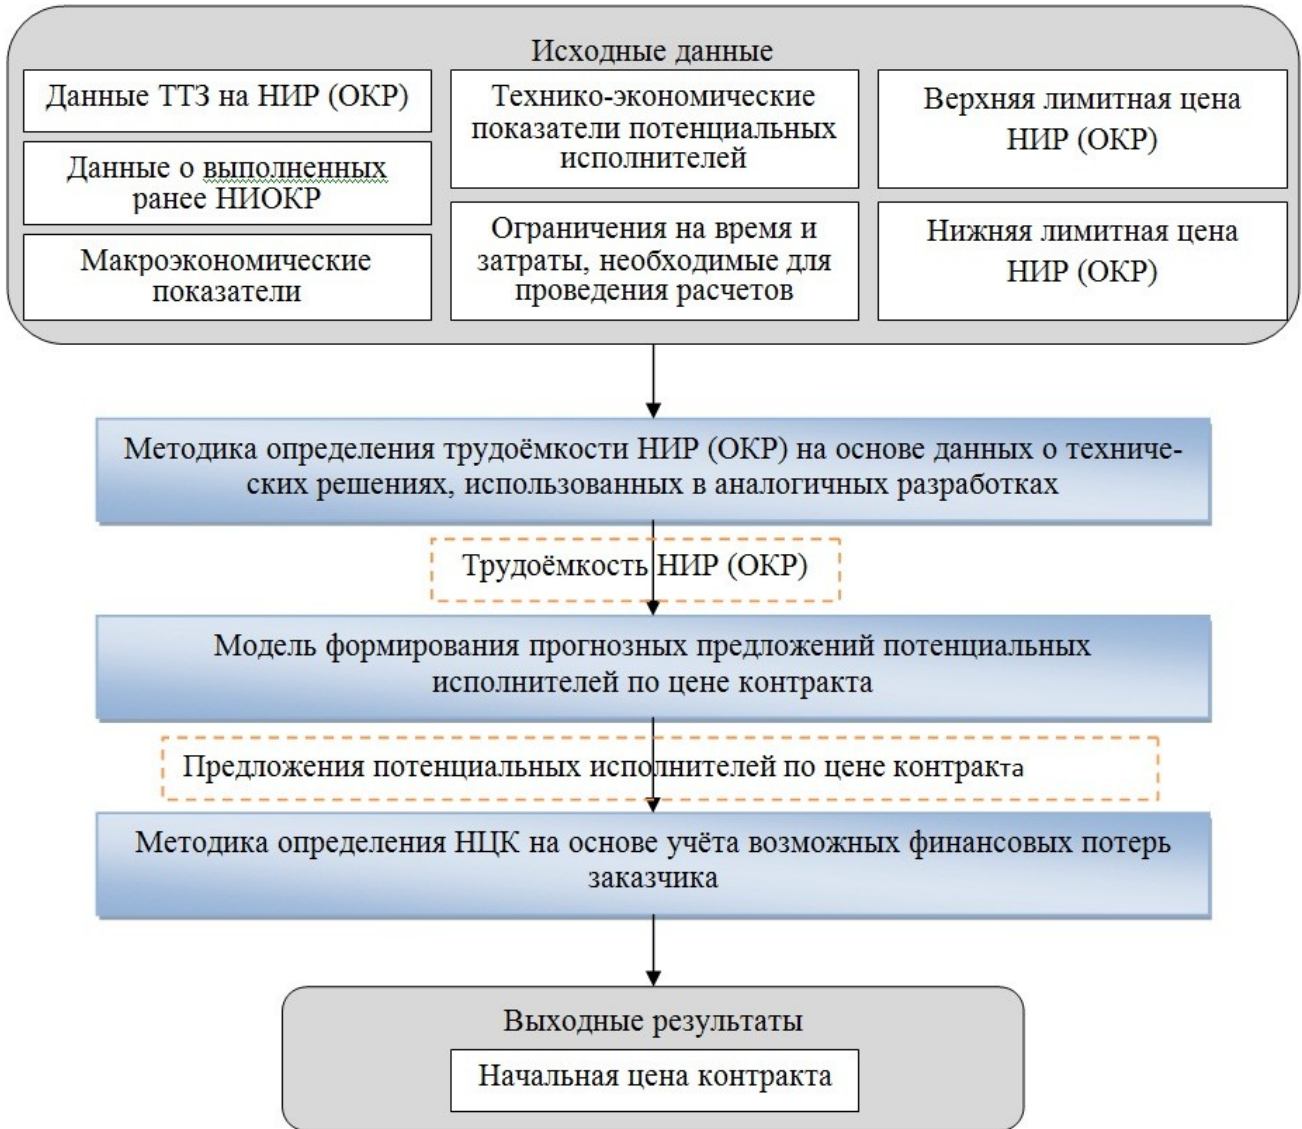 Исходные данные
Данные ТТЗ на НИР (ОКР)
Данные о выполненных
ранее НИОКР
Макроэкономические
показатели
Технико-экономические
показатели потенциальных
исполнителей
Ограничения на время и
затраты, необходимые для
проведения расчетов
Верхняя лимитная цена
НИР (ОКР)
Нижняя лимитная цена
НИР (ОКР)
Методика определения трудоёмкости НИР (ОКР) на основе данных о техниче-
ских решениях, использованных в аналогичных разработках
Трудоёмкость НИР (ОКР)
Модель формирования прогнозных предложений потенциальных
исполнителей по цене контракта
Предложения потенциальных исполнителей по цене контракта
Методика определения НЦК на основе учёта возможных финансовых потерь
заказчика
Выходные результаты
Начальная цена контракта